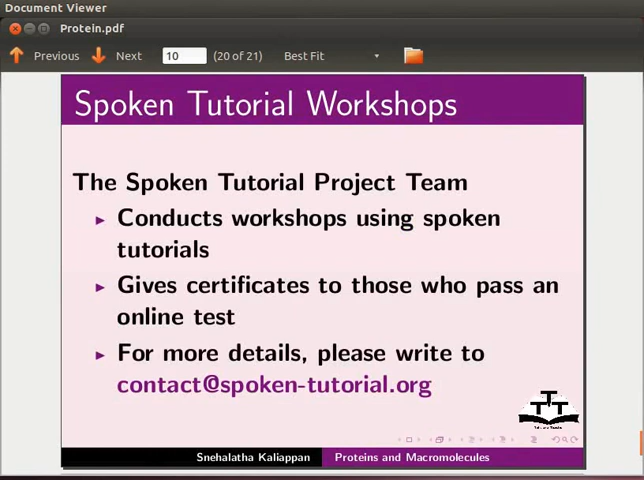 Document Viewer
Protein.pdf
Previous Next 10 (20 of 21) Best Fit
Spoken Tutorial Workshops
The Spoken Tutorial Project Team
Conducts workshops using spoken
tutorials
Gives certificates to those who pass an
online test
For more details, please write to
contact@spoken-tutorial.org
Snehalatha Kaliappan Proteins and Macromolecules